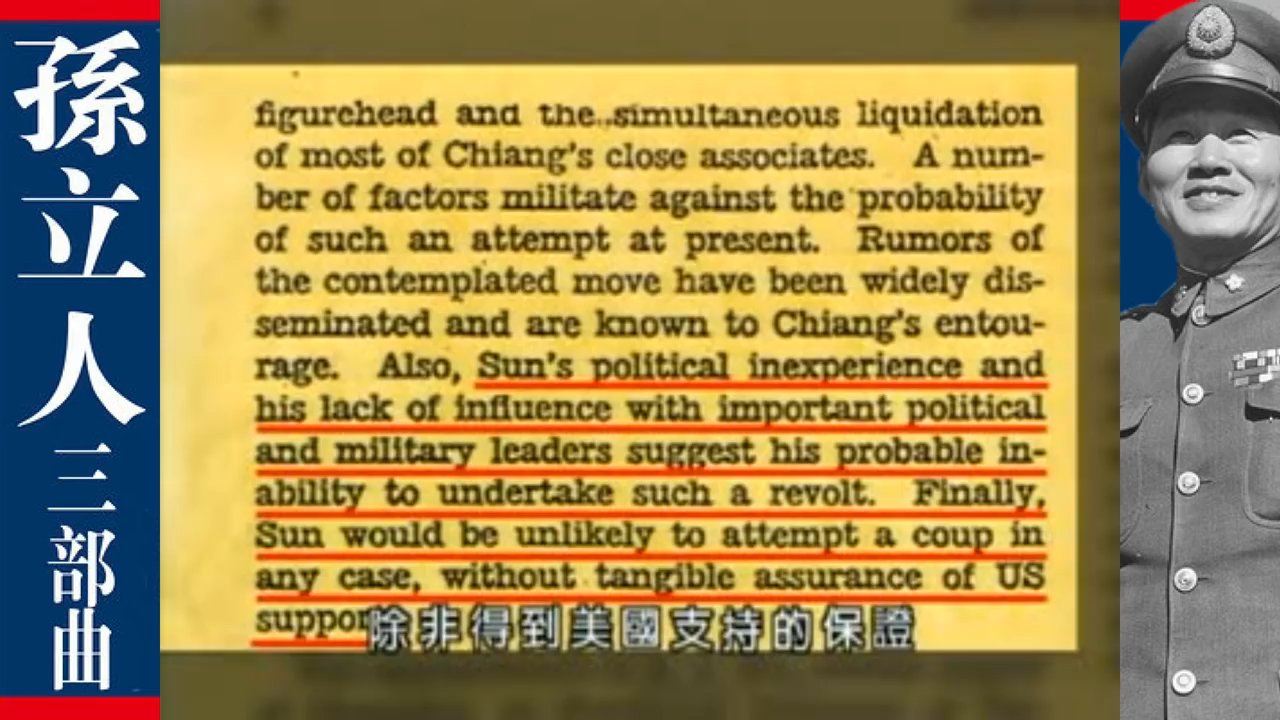 孫立人三部曲
figurehead and the simultaneous liquidation
of most of Chiang's close associates. A num-
ber of factors militate against the probability
of such an attempt at present. Rumors of
the contemplated move have been widely dis-
seminated and are known to Chiang's entou-
rage. Also, Sun's political inexperience and
his lack of influence with important political
and military leaders suggest his probable in-
ability to undertake such a revolt. Finally,
Sun would be unlikely to attempt a coup in
any case, without tangible assurance of US
suppor
除非得到美國支持的保證